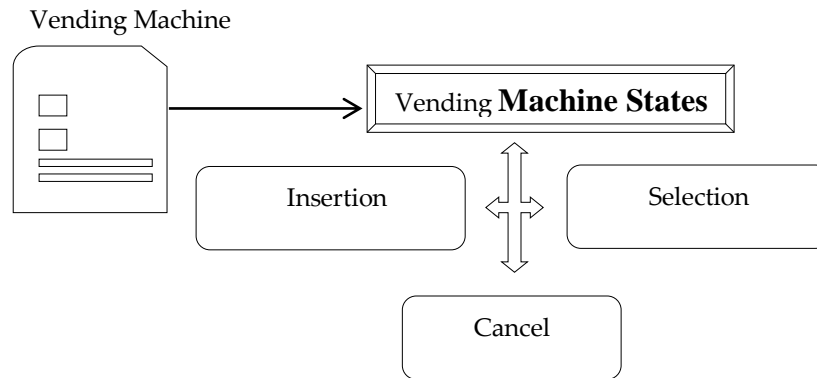 Vending Machine
Vending Machine States
Insertion
Selection
Cancel